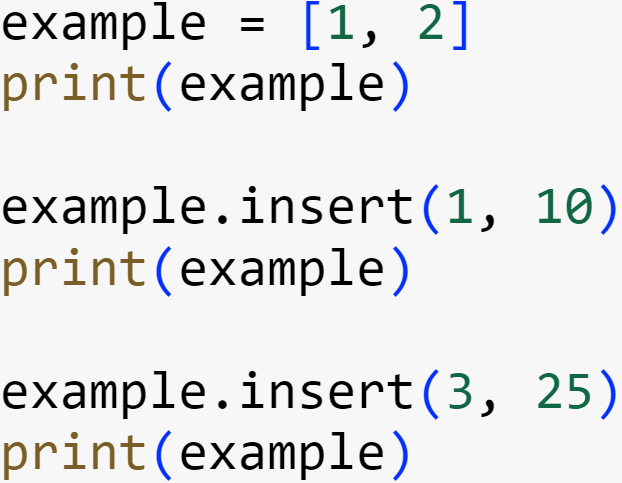 example = [1, 2]
print(example)

example.insert(1, 10)
print(example)

example.insert(3, 25)
print(example)